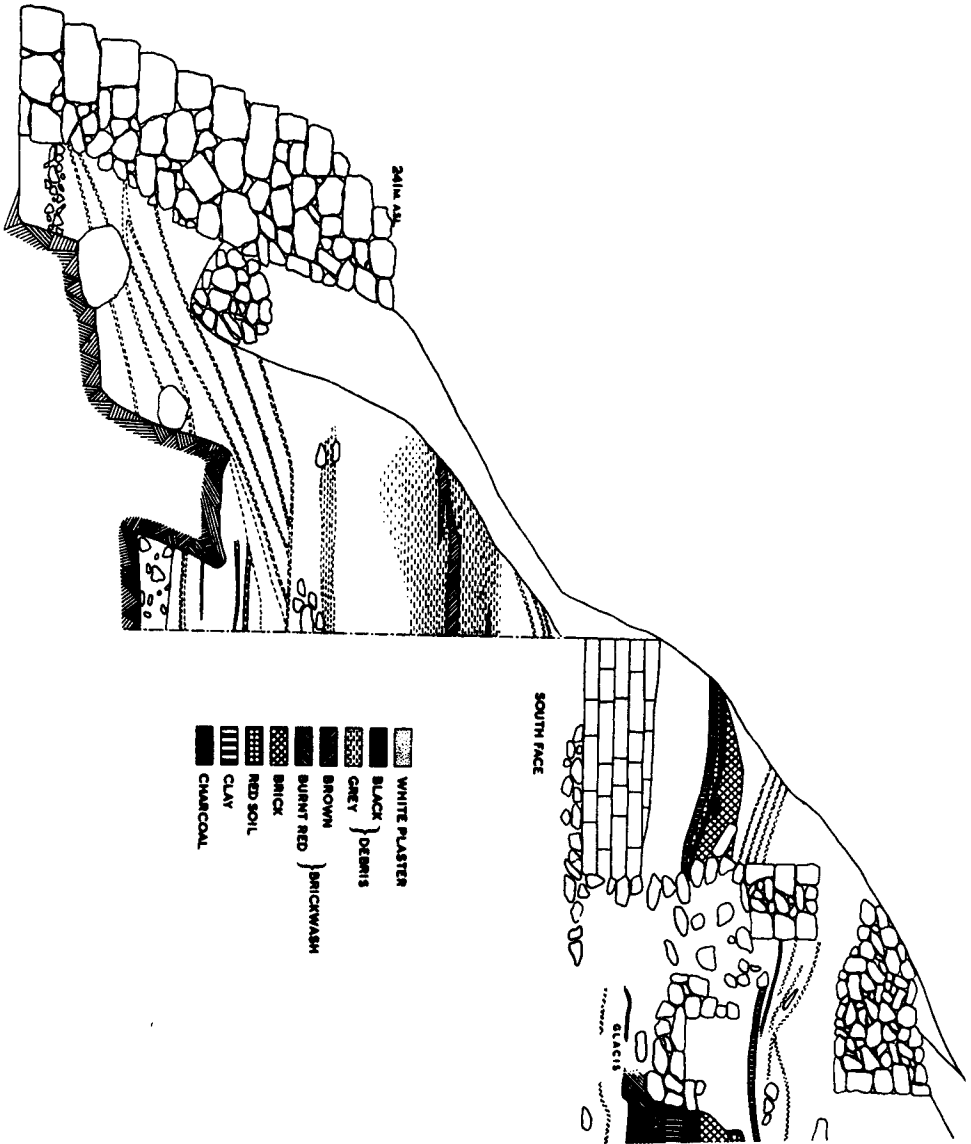 241M. ASL
SOUTH FACE
GLACIS
WHITE PLASTER
BLACK
GREY
DEBRIS
BROWN
BURNT RED
BRICKWASH
BRICK
RED SOIL
CLAY
CHARCOAL